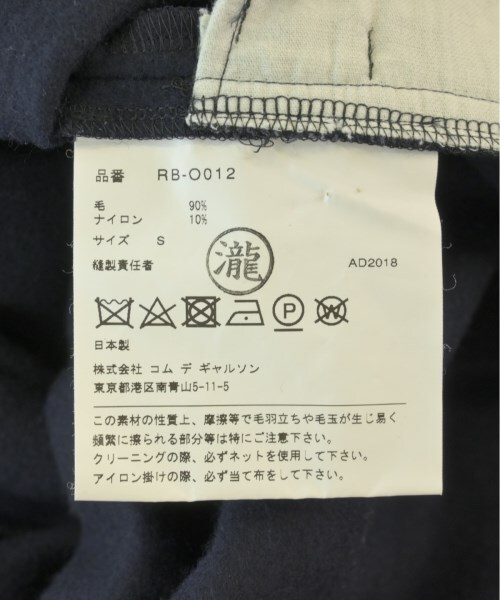 品番 RB-O012
毛 90%
ナイロン 10%
サイズ S
縫製責任者 瀧 AD2018
P W
日本製
株式会社 コム デ ギャルソン
東京都港区南青山5-11-5
この素材の性質上、摩擦等で毛羽立ちや毛玉が生じ易く
頻繁に擦られる部分等は特にご注意下さい。
クリーニングの際、必ずネットを使用して下さい。
アイロン掛けの際、必ず当て布をして下さい。